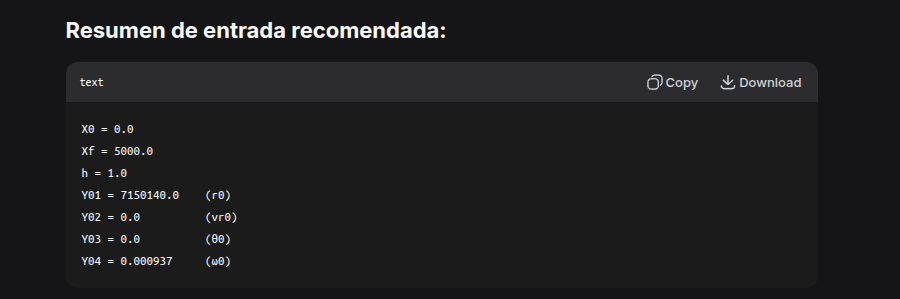 Resumen de entrada recomendada:
text Copy Download
X0 = 0.0
Xf = 5000.0
h = 1.0
Y01 = 7150140.0 (r0)
Y02 = 0.0 (vr0)
Y03 = 0.0 (θ0)
Y04 = 0.000937 (ω0)